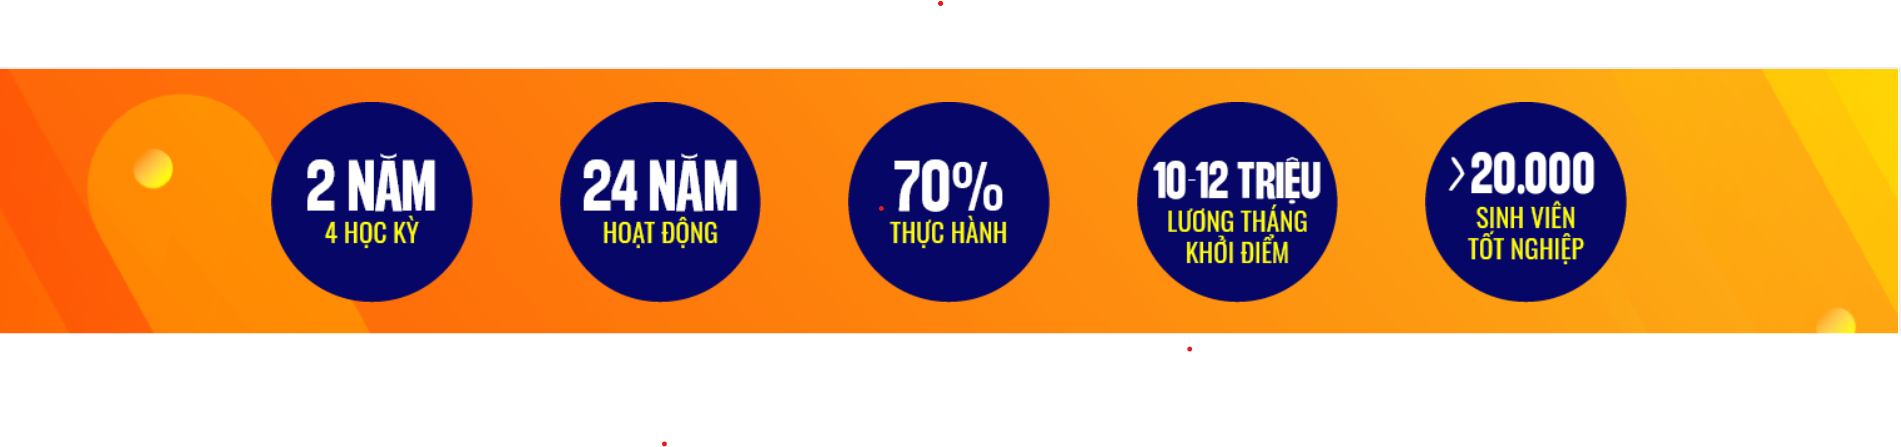 2 NĂM
4 HỌC KỲ
24 NĂM
HOẠT ĐỘNG
70%
THỰC HÀNH
10-12 TRIỆU
LƯƠNG THÁNG
KHỞI ĐIỂM
>20.000
SINH VIÊN
TỐT NGHIỆP